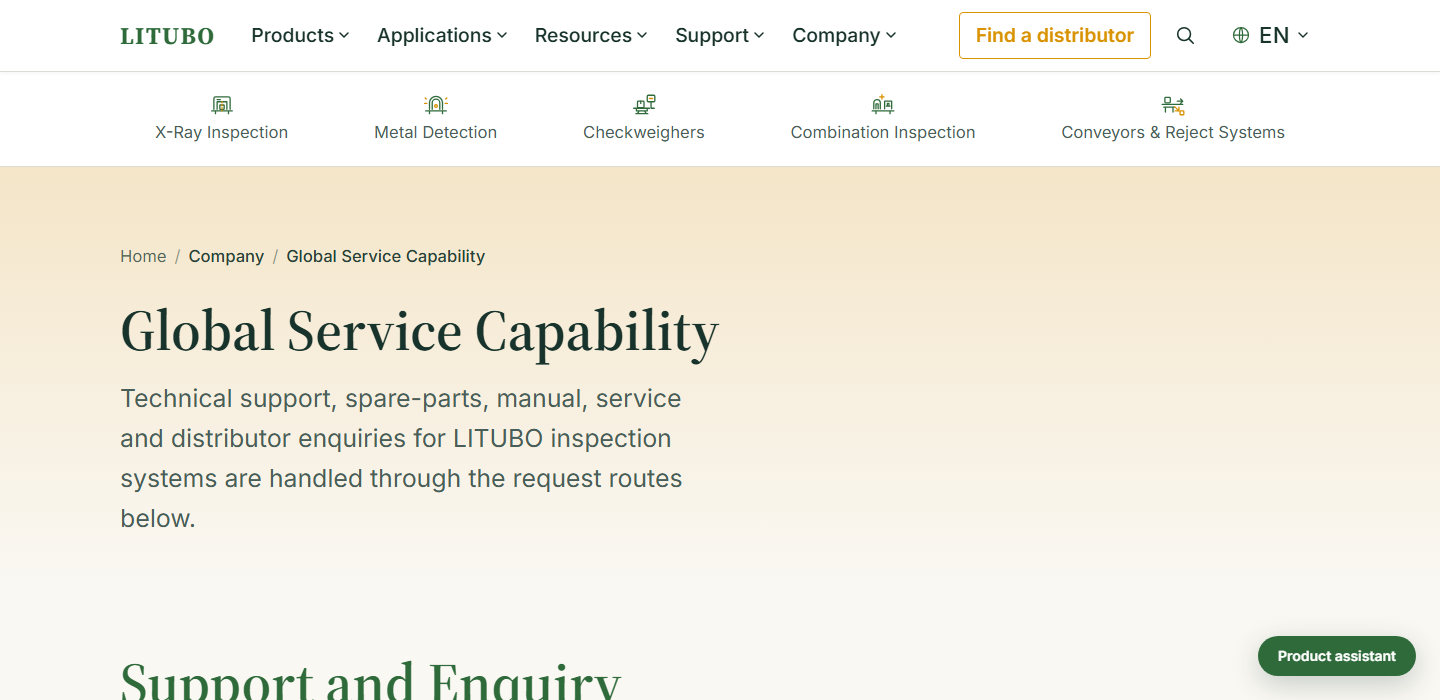 LITUBO
Products
Applications
Resources
Support
Company
Find a distributor
EN
X-Ray Inspection
Metal Detection
Checkweighers
Combination Inspection
Conveyors & Reject Systems
Home / Company / Global Service Capability
Global Service Capability
Technical support, spare-parts, manual, service
and distributor enquiries for LITUBO inspection
systems are handled through the request routes
below.
Support and Enquiry
Product assistant